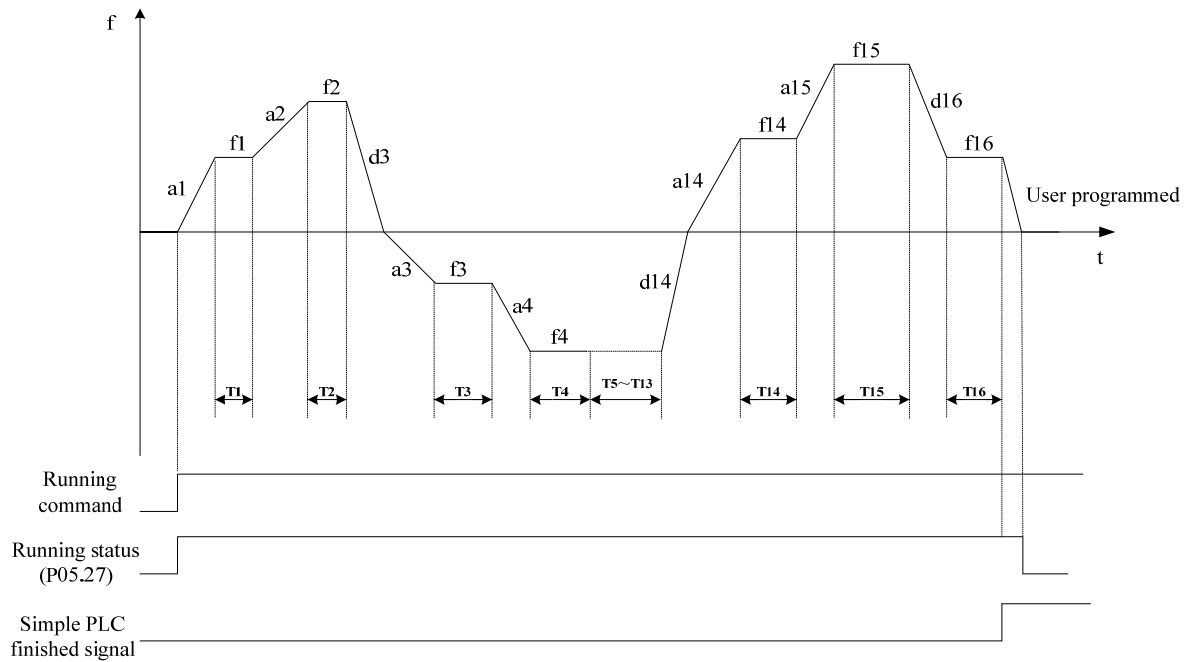 f
f15
a15
f2
a2
d16
f14
f1
f16
d3
a14
a1
User programmed
t
a3
f3
d14
a4
f4
T1
T2
T3
T4
T5～T13
T14
T15
T16
Running
command
Running status
(P05.27)
Simple PLC
finished signal